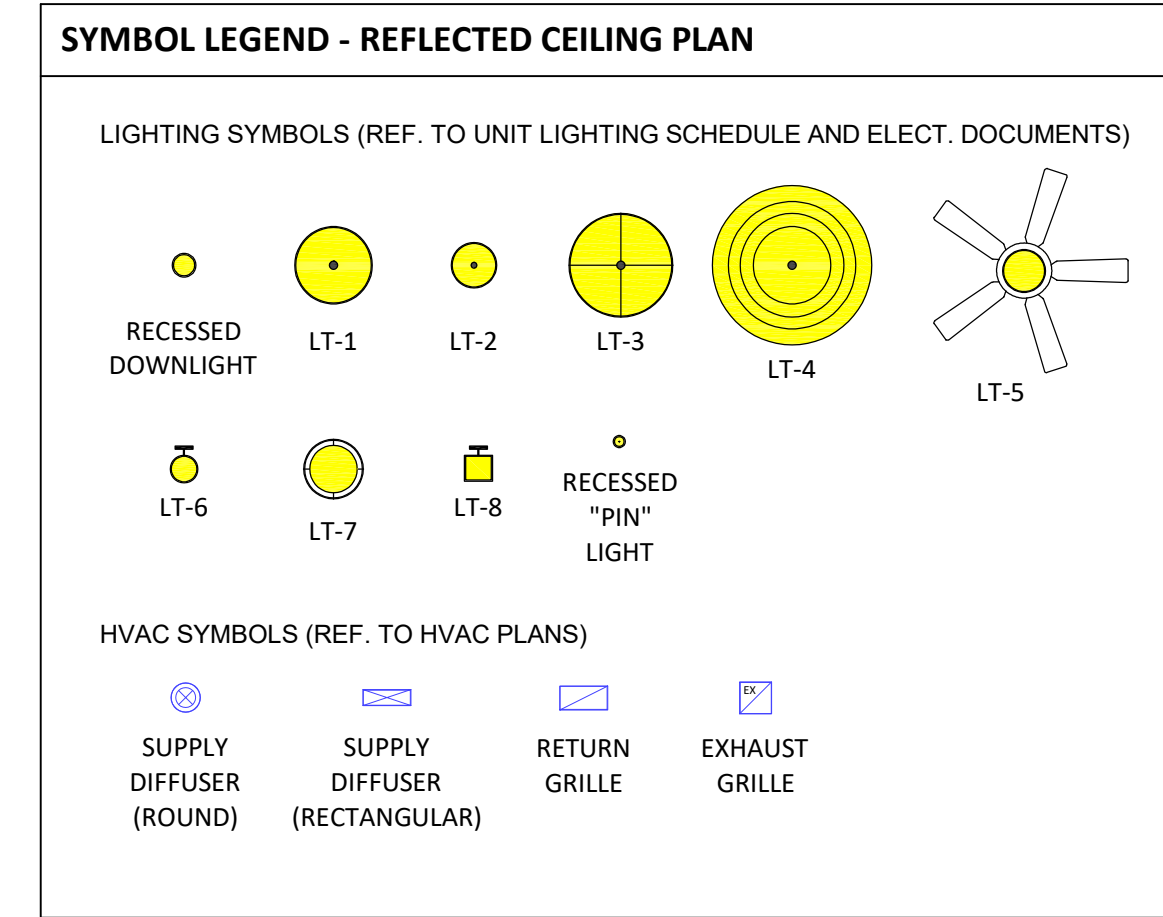 SYMBOL LEGEND - REFLECTED CEILING PLAN
LIGHTING SYMBOLS (REF. TO UNIT LIGHTING SCHEDULE AND ELECT. DOCUMENTS)
RECESSED
DOWNLIGHT
LT-1
LT-2
LT-3
LT-4
LT-5
LT-6
LT-7
LT-8
RECESSED
"PIN"
LIGHT
HVAC SYMBOLS (REF. TO HVAC PLANS)
SUPPLY
DIFFUSER
(ROUND)
SUPPLY
DIFFUSER
(RECTANGULAR)
RETURN
GRILLE
EX
EXHAUST
GRILLE